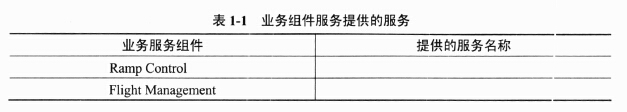 表 1-1 业务组件服务提供的服务
业务服务组件 提供的服务名称
Ramp Control
Flight Management